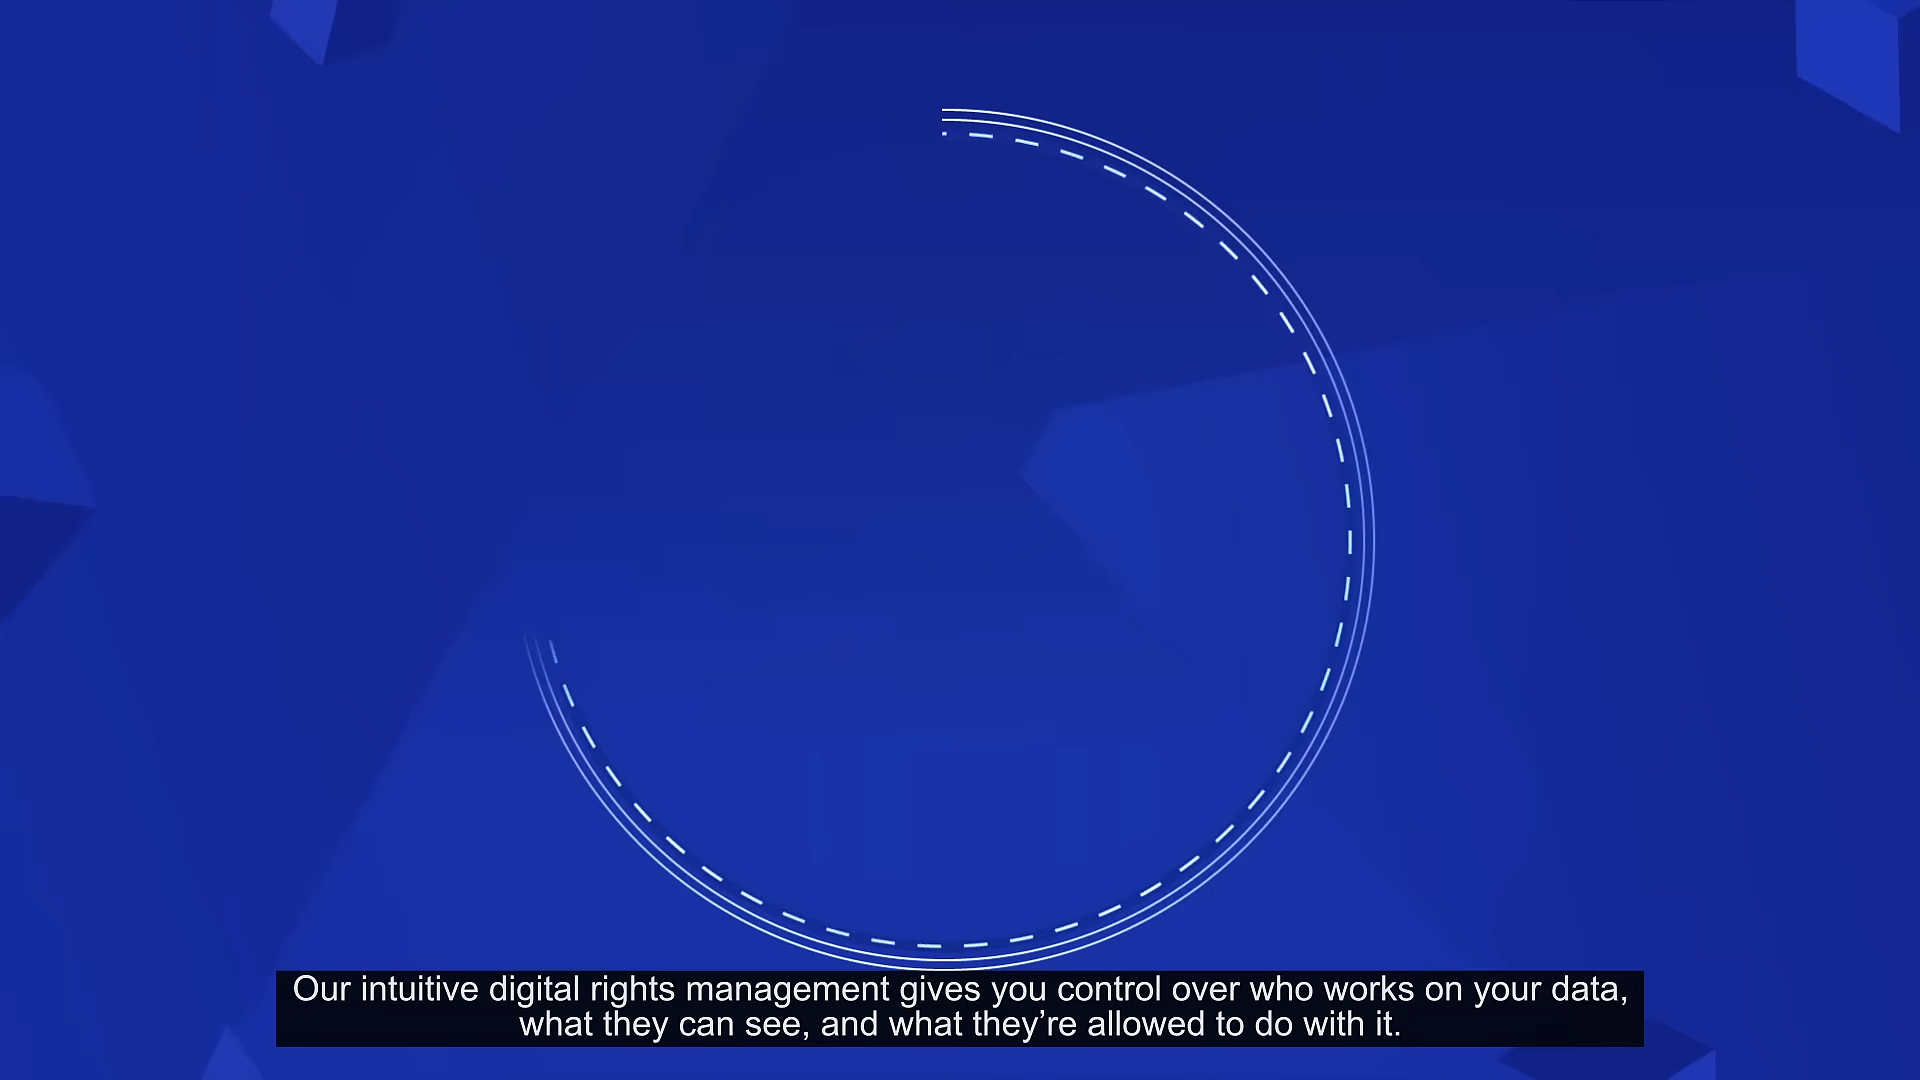 Our intuitive digital rights management gives you control over who works on your data,
what they can see, and what they’re allowed to do with it.